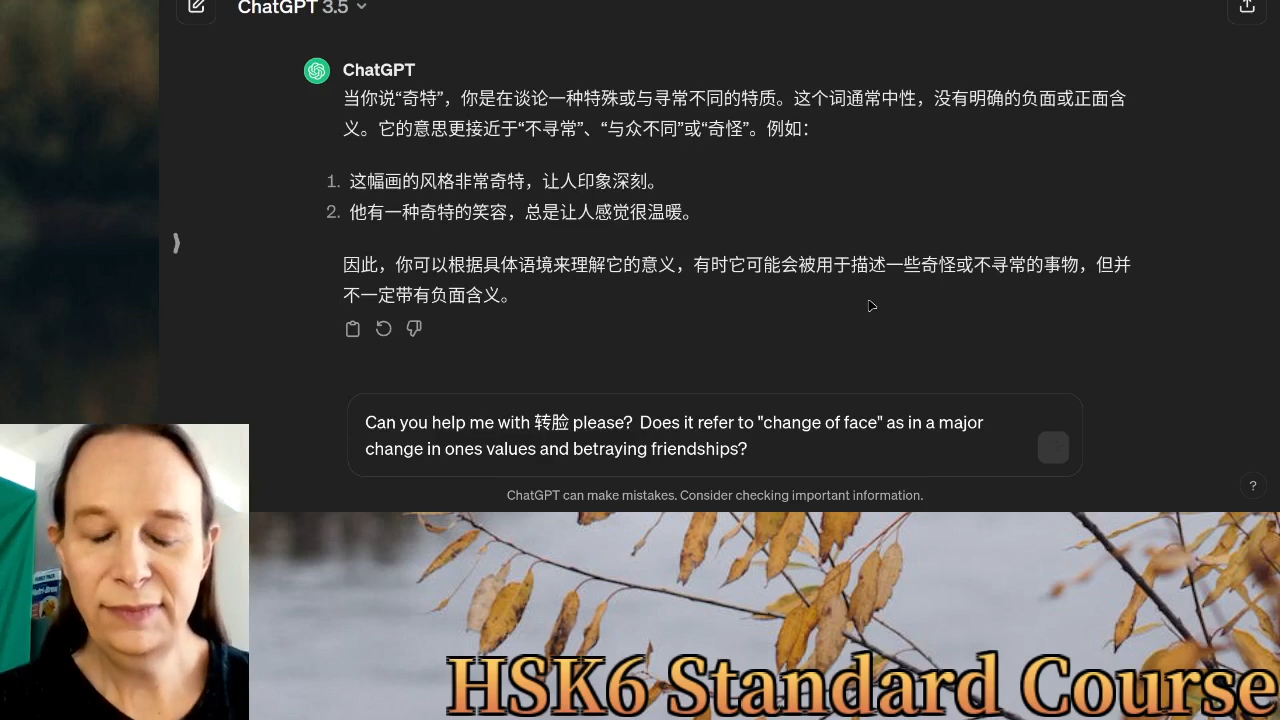 ChatGPT 3.5
ChatGPT
当你说“奇特”，你是在谈论一种特殊或与寻常不同的特质。这个词通常中性，没有明确的负面或正面含
义。它的意思更接近于“不寻常”、“与众不同”或“奇怪”。例如：
1. 这幅画的风格非常奇特，让人印象深刻。
2. 他有一种奇特的笑容，总是让人感觉很温暖。
因此，你可以根据具体语境来理解它的意义，有时它可能会被用于描述一些奇怪或不寻常的事物，但并
不一定带有负面含义。
Can you help me with 转脸 please?  Does it refer to "change of face" as in a major
change in ones values and betraying friendships?
ChatGPT can make mistakes. Consider checking important information.
?
HSK6 Standard Course